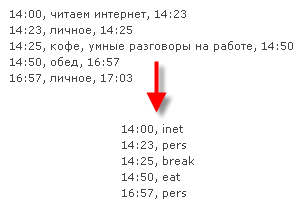 14:00, читаем интернет, 14:23
14:23, личное, 14:25
14:25, кофе, умные разговоры на работе, 14:50
14:50, обед, 16:57
16:57, личное, 17:03
14:00, inet
14:23, pers
14:25, break
14:50, eat
16:57, pers